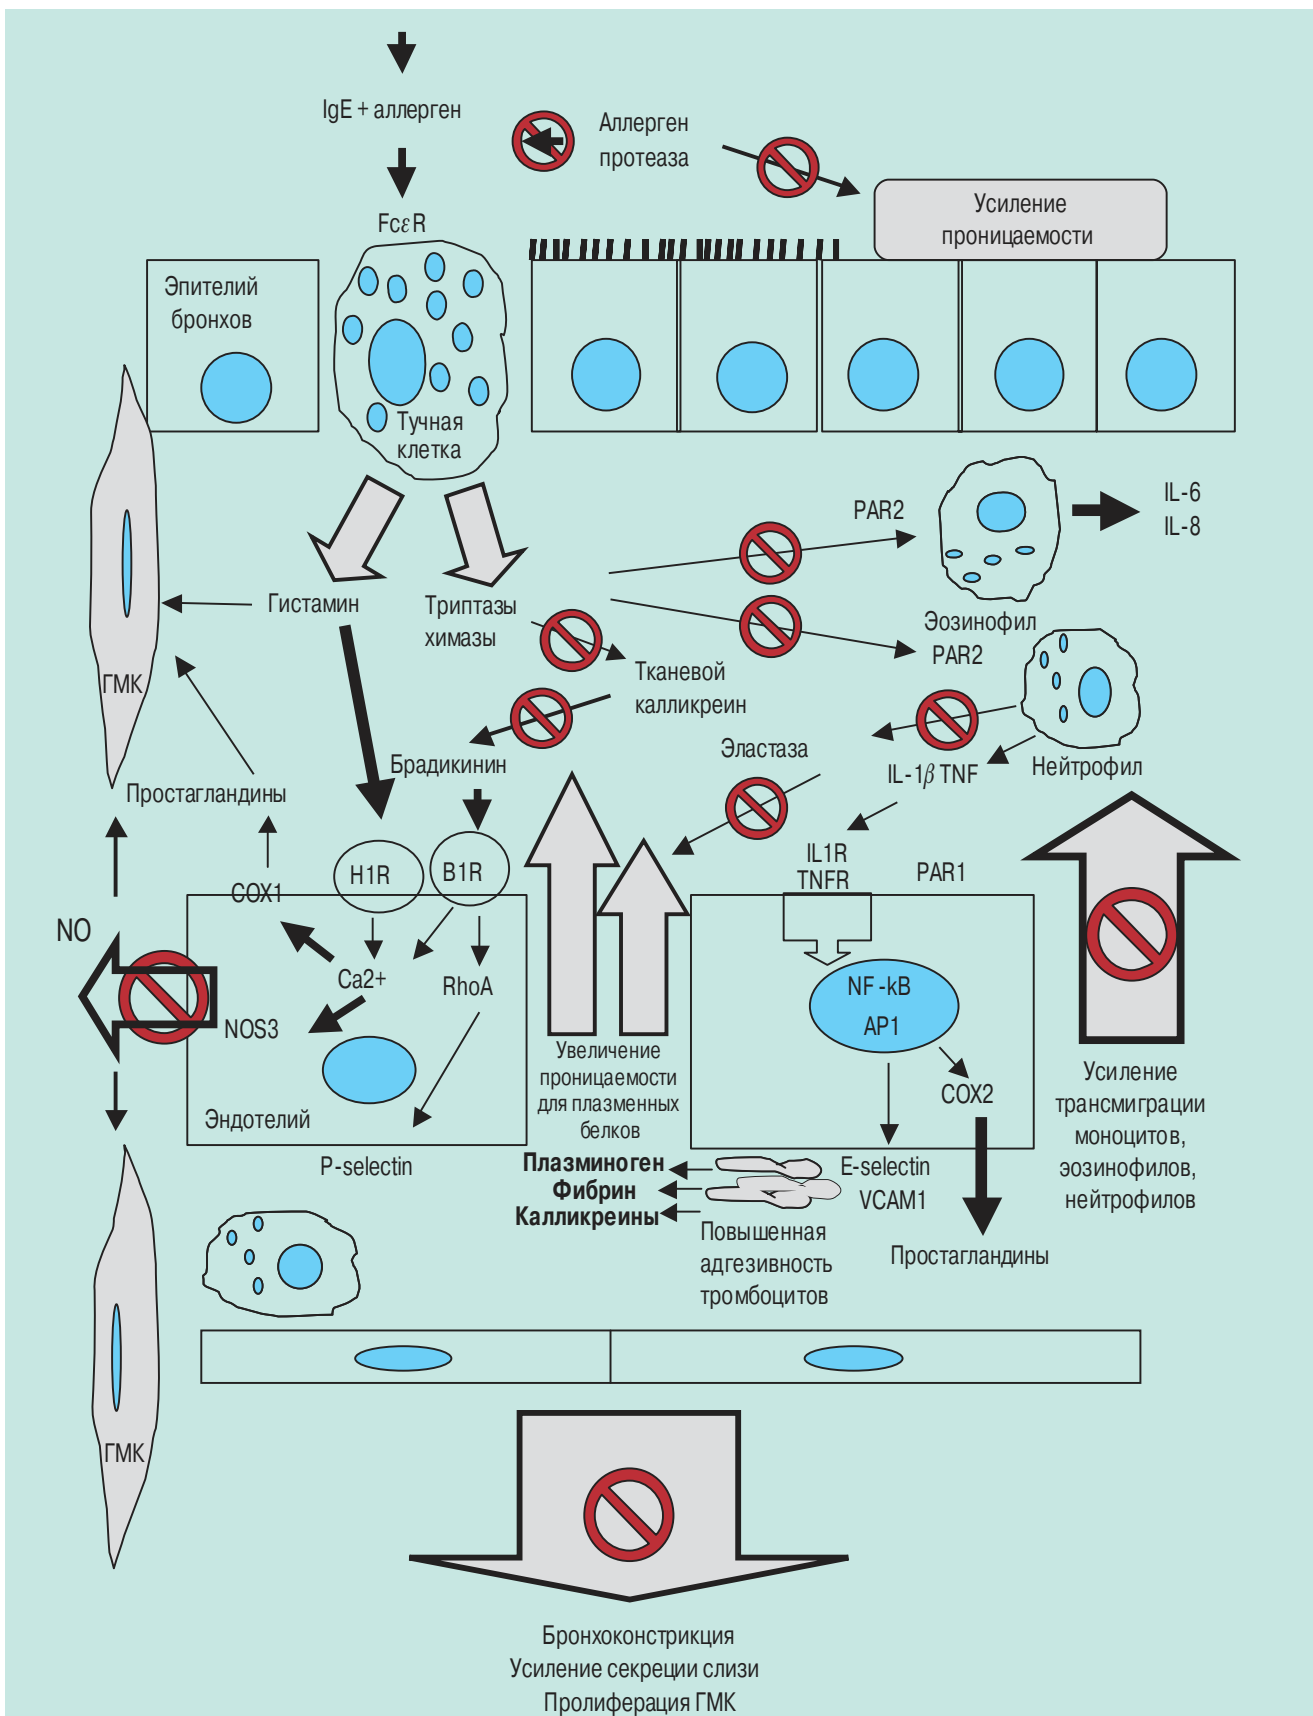 IgE + аллерген
Аллерген
протеаза
FcεR
Усиление
проницаемости
Эпителий
бронхов
Тучная
клетка
PAR2
IL-6
IL-8
Гистамин
Триптазы
химазы
Эозинофил
PAR2
Тканевой
калликреин
ГМК
Эластаза
Брадикинин
IL-1β TNF
Нейтрофил
Простагландины
H1R
B1R
IL1R
TNFR
PAR1
COX1
NO
Ca2+
RhoA
NF-kB
AP1
NOS3
Увеличение
проницаемости
для плазменных
белков
COX2
Усиление
трансмиграции
моноцитов,
эозинофилов,
нейтрофилов
Эндотелий
P-selectin
Плазминоген
Фибрин
Калликреины
E-selectin
VCAM1
Повышенная
адгезивность
тромбоцитов
Простагландины
ГМК
Бронхоконстрикция
Усиление секреции слизи
Пролиферация ГМК